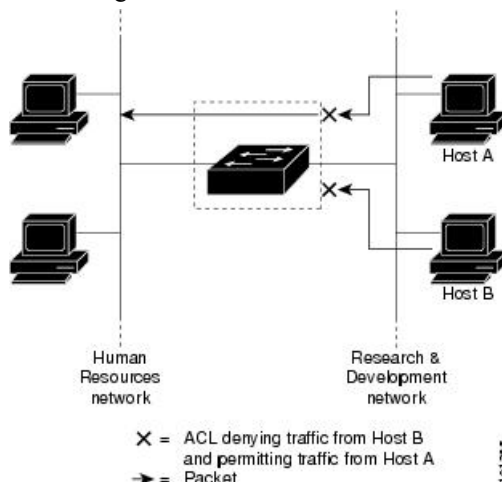 Host A
Host B
Human
Resources
network
Research &
Development
network
X = ACL denying traffic from Host B
and permitting traffic from Host A
= Packet